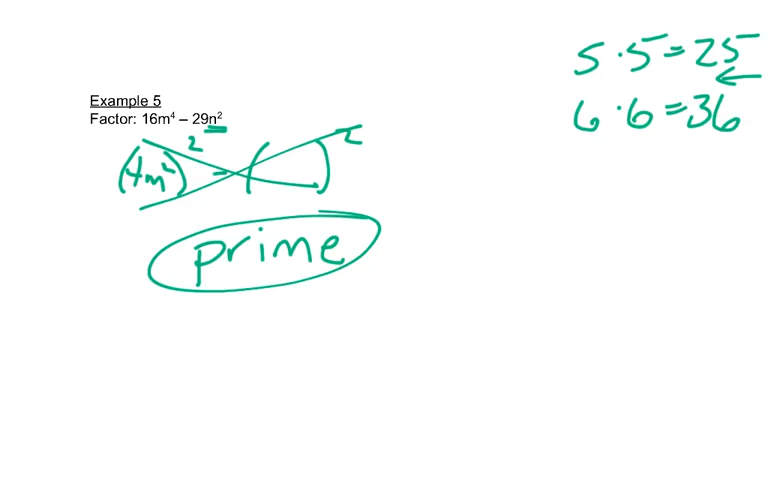 5 · 5 = 25
6 · 6 = 36
Example 5
Factor: 16m⁴ – 29n²
(4m²)² - ( )²
prime